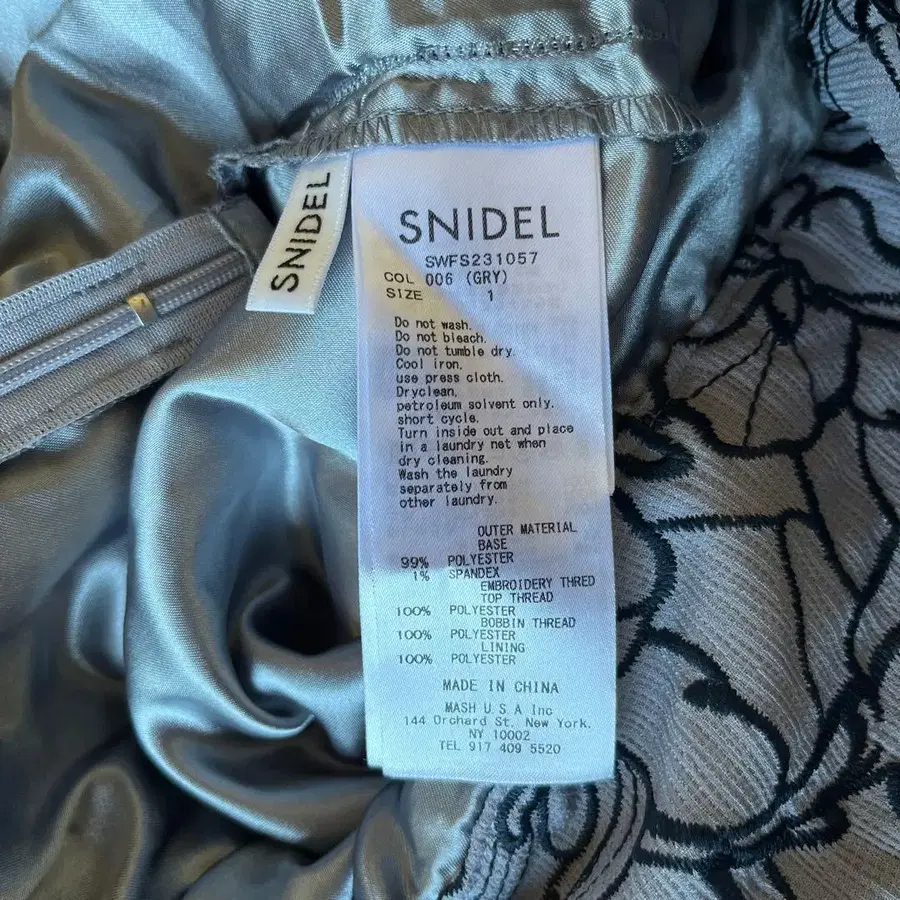 SNIDEL
SNIDEL
SWFS231057
COL 006 (GRY)
SIZE 1
Do not wash.
Do not bleach.
Do not tumble dry.
Cool iron.
use press cloth.
Dryclean,
petroleum solvent only.
short cycle.
Turn inside out and place
in a laundry net when
dry cleaning.
Wash the laundry
separately from
other laundry.
OUTER MATERIAL
BASE
99% POLYESTER
1% SPANDEX
EMBROIDERY THRED
TOP THREAD
100% POLYESTER
BOBBIN THREAD
100% POLYESTER
LINING
100% POLYESTER
MADE IN CHINA
MASH U.S.A Inc
144 Orchard St. New York.
NY 10002
TEL 917 409 5520